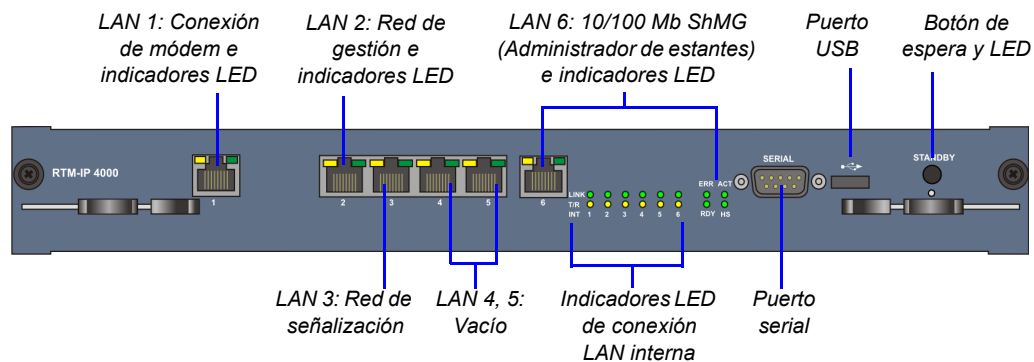 LAN 1: Conexión
de módem e
indicadores LED
LAN 2: Red de
gestión e
indicadores LED
LAN 6: 10/100 Mb ShMG
(Administrador de estantes)
e indicadores LED
Puerto
USB
Botón de
espera y LED
RTM-IP 4000
1
2
3
4
5
6
LINK
T/R
INT 1 2 3 4 5 6
ERR ACT
RDY HS
SERIAL
STANDBY
LAN 3: Red de
señalización
LAN 4, 5:
Vacío
Indicadores LED
de conexión
LAN interna
Puerto
serial